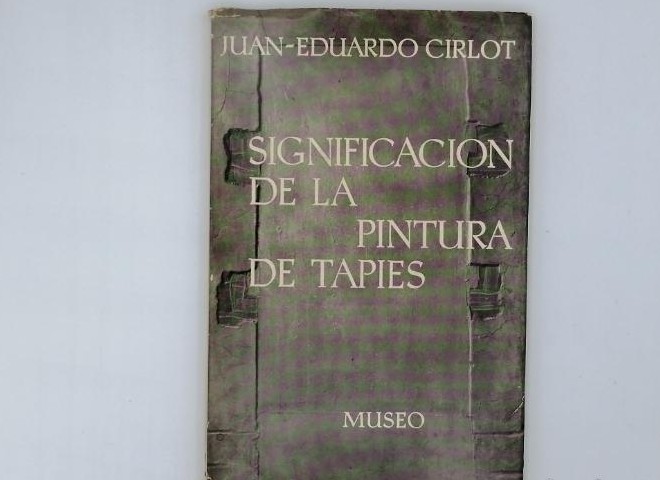 JUAN-EDUARDO CIRLOT
SIGNIFICACION
DE LA
PINTURA
DE TAPIES
MUSEO